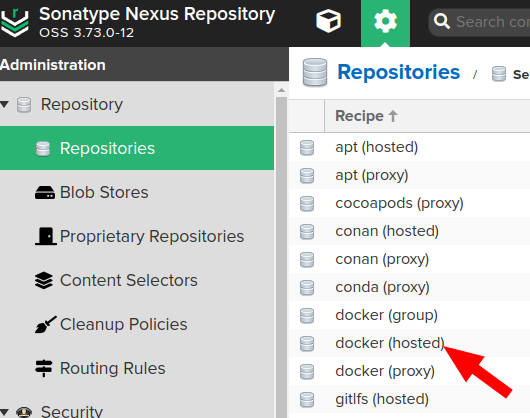 Sonatype Nexus Repository
OSS 3.73.0-12
Administration
Repository
Repositories
Blob Stores
Proprietary Repositories
Content Selectors
Cleanup Policies
Routing Rules
Security
Search
Repositories /
Recipe
apt (hosted)
apt (proxy)
cocoapods (proxy)
conan (hosted)
conan (proxy)
conda (proxy)
docker (group)
docker (hosted)
docker (proxy)
gitlfs (hosted)